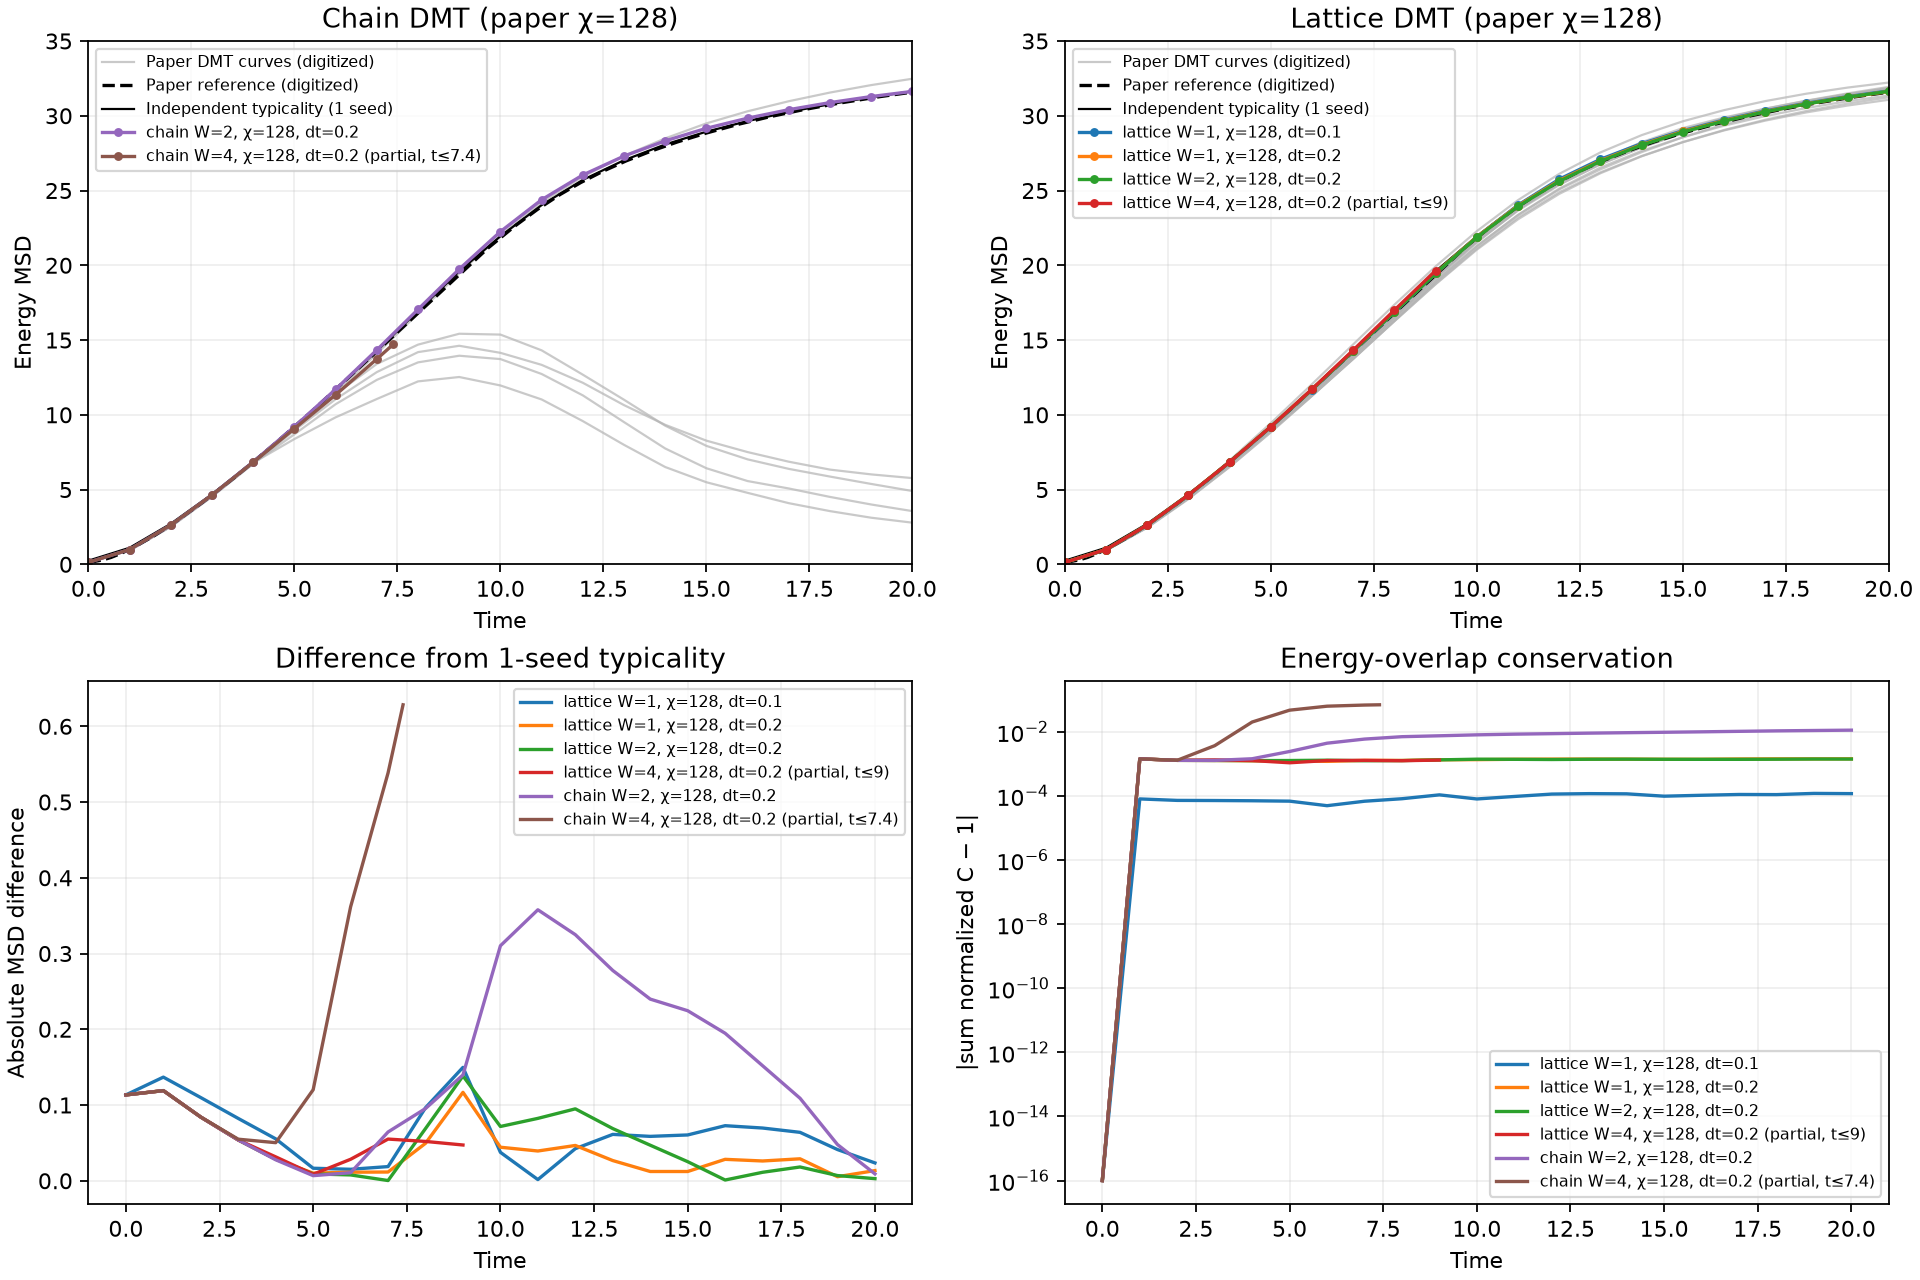 Chain DMT (paper χ=128)
35
30
25
20
15
10
5
0
Energy MSD
Paper DMT curves (digitized)
Paper reference (digitized)
Independent typicality (1 seed)
chain W=2, χ=128, dt=0.2
chain W=4, χ=128, dt=0.2 (partial, t≤7.4)
0.0 2.5 5.0 7.5 10.0 12.5 15.0 17.5 20.0
Time
Lattice DMT (paper χ=128)
35
30
25
20
15
10
5
0
Energy MSD
Paper DMT curves (digitized)
Paper reference (digitized)
Independent typicality (1 seed)
lattice W=1, χ=128, dt=0.1
lattice W=1, χ=128, dt=0.2
lattice W=2, χ=128, dt=0.2
lattice W=4, χ=128, dt=0.2 (partial, t≤9)
0.0 2.5 5.0 7.5 10.0 12.5 15.0 17.5 20.0
Time
Difference from 1-seed typicality
0.6
0.5
0.4
0.3
0.2
0.1
0.0
Absolute MSD difference
lattice W=1, χ=128, dt=0.1
lattice W=1, χ=128, dt=0.2
lattice W=2, χ=128, dt=0.2
lattice W=4, χ=128, dt=0.2 (partial, t≤9)
chain W=2, χ=128, dt=0.2
chain W=4, χ=128, dt=0.2 (partial, t≤7.4)
0.0 2.5 5.0 7.5 10.0 12.5 15.0 17.5 20.0
Time
Energy-overlap conservation
10⁻²
10⁻⁴
10⁻⁶
10⁻⁸
10⁻¹⁰
10⁻¹²
10⁻¹⁴
10⁻¹⁶
|sum normalized C − 1|
lattice W=1, χ=128, dt=0.1
lattice W=1, χ=128, dt=0.2
lattice W=2, χ=128, dt=0.2
lattice W=4, χ=128, dt=0.2 (partial, t≤9)
chain W=2, χ=128, dt=0.2
chain W=4, χ=128, dt=0.2 (partial, t≤7.4)
0.0 2.5 5.0 7.5 10.0 12.5 15.0 17.5 20.0
Time